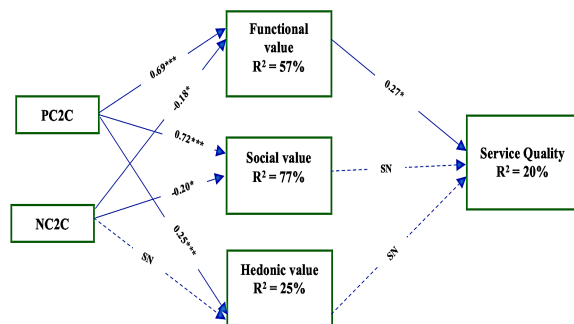 Functional
value
R² = 57%
0.69***
-0.18*
0.27*
PC2C
0.72***
Social value
R² = 77%
SN
Service Quality
R² = 20%
-0.20*
NC2C
0.25***
SN
SN
Hedonic value
R² = 25%